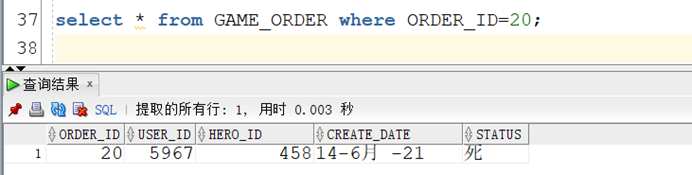 37 select * from GAME_ORDER where ORDER_ID=20;
38
查询结果 ×
SQL | 提取的所有行: 1, 用时 0.003 秒
ORDER_ID USER_ID HERO_ID CREATE_DATE STATUS
1 20 5967 458 14-6月 -21 死